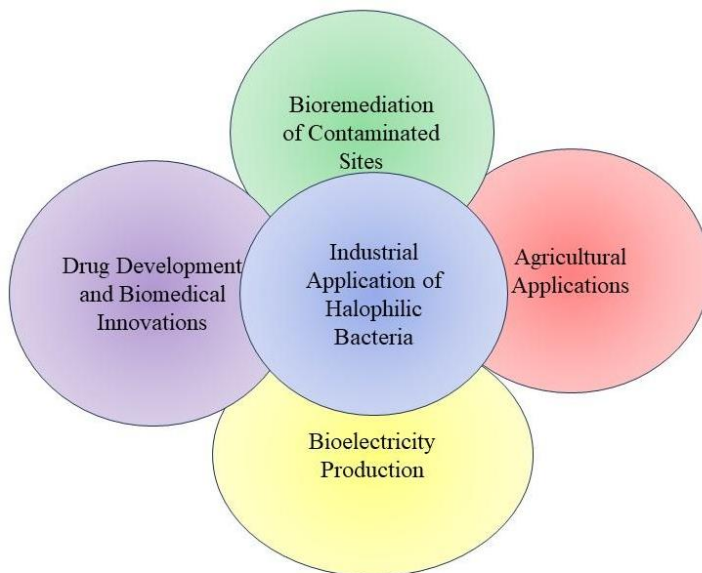 Bioremediation
of Contaminated
Sites
Drug Development
and Biomedical
Innovations
Industrial
Application of
Halophilic
Bacteria
Agricultural
Applications
Bioelectricity
Production